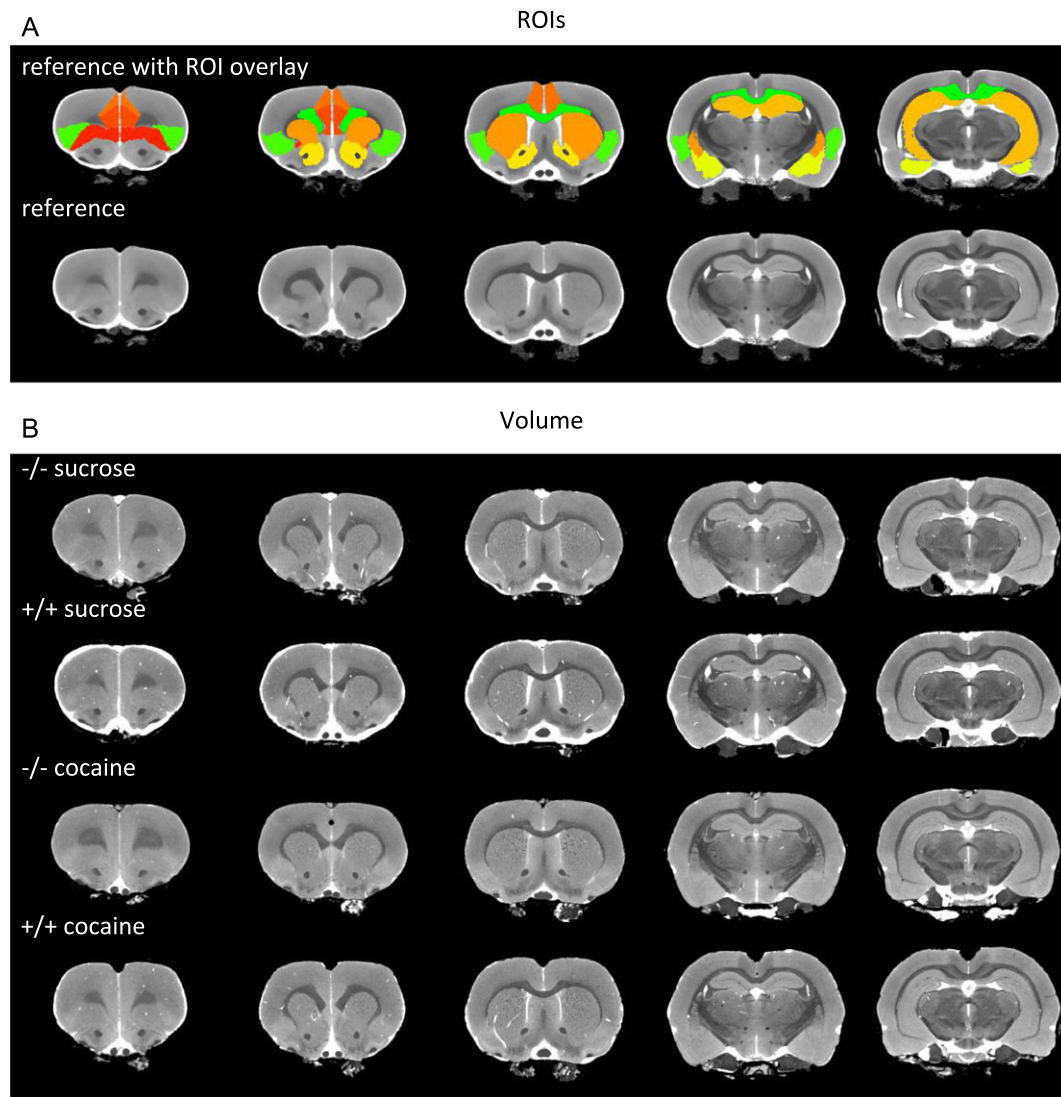 A
ROIs
reference with ROI overlay
reference
B
Volume
-/- sucrose
+/+ sucrose
-/- cocaine
+/+ cocaine